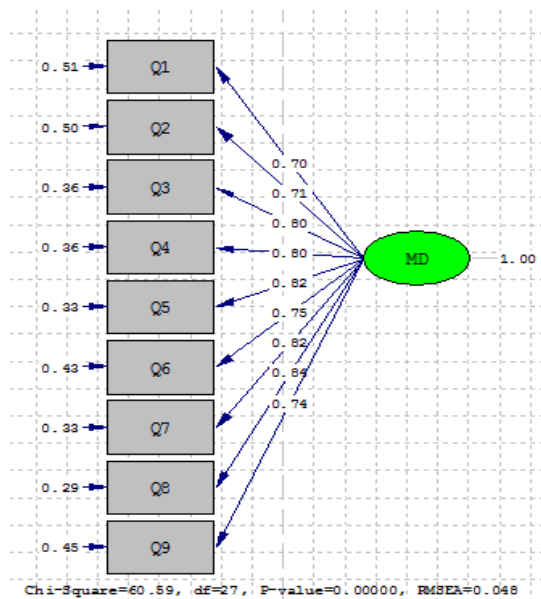 0.51 Q1
0.50 Q2
0.36 Q3
0.36 Q4
0.33 Q5
0.43 Q6
0.33 Q7
0.29 Q8
0.45 Q9
0.70
0.71
0.80
0.80
0.82
0.75
0.82
0.84
0.74
MD 1.00
Chi-Square=60.59, df=27, P-value=0.00000, RMSEA=0.048